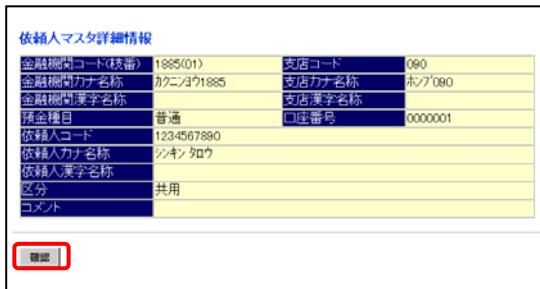 依頼人マスタ詳細情報
金融機関コード(枝番) 1885(01) 支店コード 090
金融機関カナ名称 カクニンヨウ1885 支店カナ名称 ホンプ090
金融機関漢字名称 支店漢字名称
預金種目 普通 口座番号 0000001
依頼人コード 1234567890
依頼人カナ名称 シンキン タロウ
依頼人漢字名称
区分 共用
コメント
確認